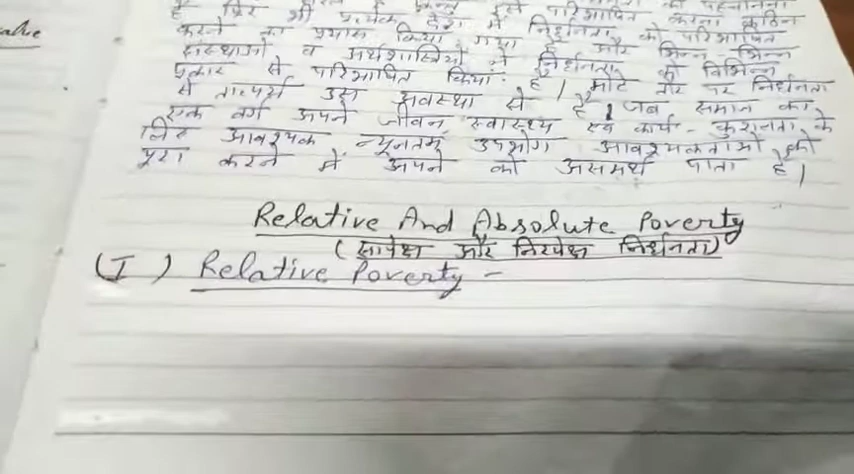 alue
है फिर भी प्रत्येक देश में निर्धनता को परिभाषित
करने का प्रयास किया गया है और भिन्न-भिन्न
संस्थाओं व अर्थशास्त्रियों ने निर्धनता को विभिन्न
प्रकार से परिभाषित किया है। मोटे तौर पर निर्धनता
से तात्पर्य उस अवस्था से है। जब समाज का
एक वर्ग अपने जीवन, स्वास्थ्य एवं कार्य-कुशलता के
लिए आवश्यक न्यूनतम् उपभोग आवश्यकताओं को
पूरा करने में अपने को असमर्थ पाता है।
Relative And Absolute Poverty
(सापेक्ष और निरपेक्ष निर्धनता)
(I) Relative Poverty -